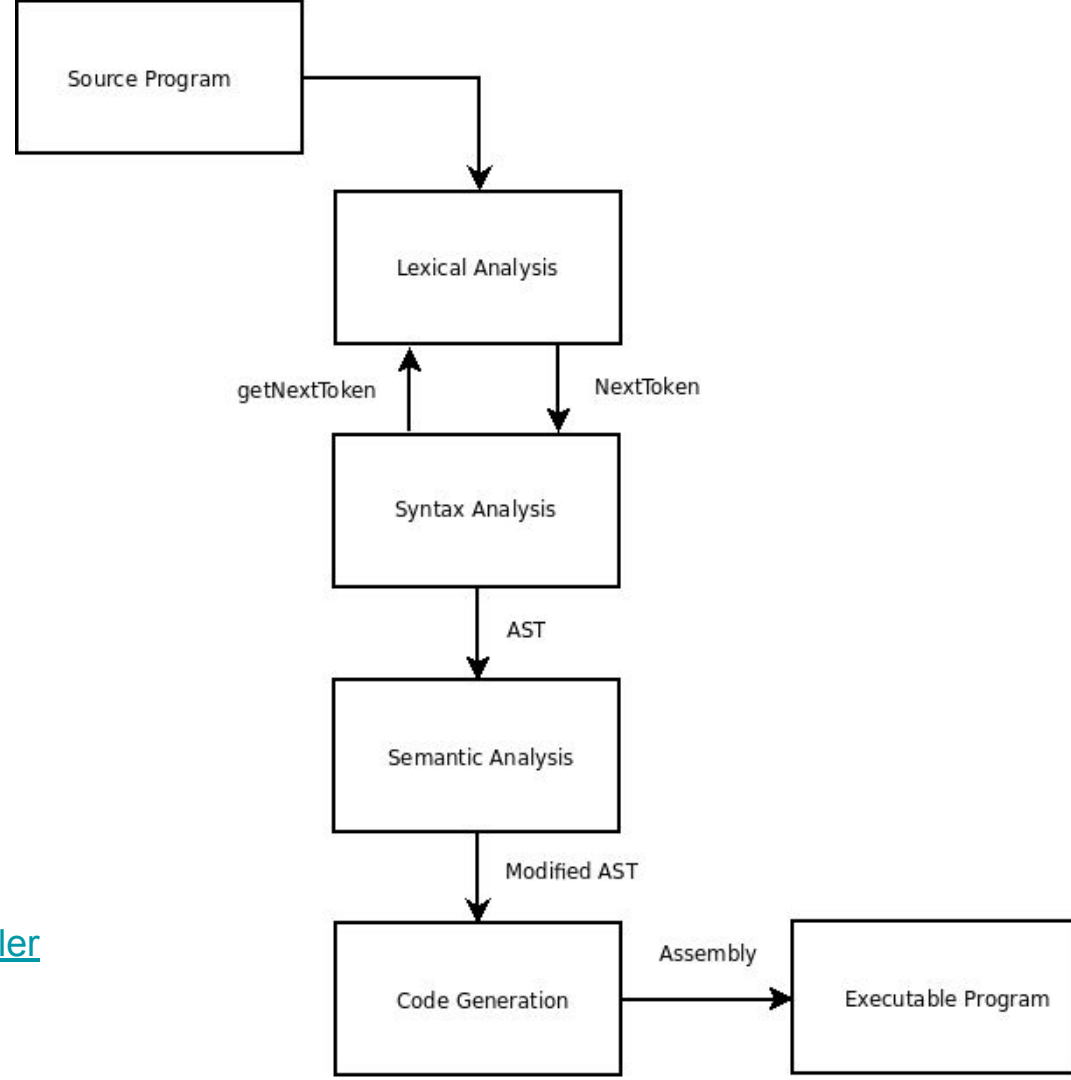 Source Program
Lexical Analysis
getNextToken
NextToken
Syntax Analysis
AST
Semantic Analysis
Modified AST
ler
Assembly
Code Generation
Executable Program